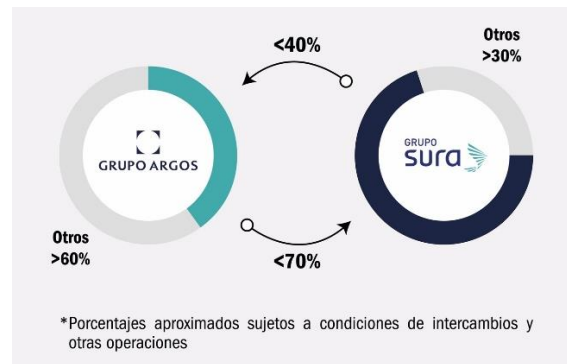 <40%
Otros
>30%
GRUPO ARGOS
GRUPO
sura
Otros
>60%
<70%
*Porcentajes aproximados sujetos a condiciones de intercambios y
otras operaciones